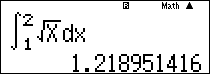 R Math ▲
∫₁² √X dx
1.218951416